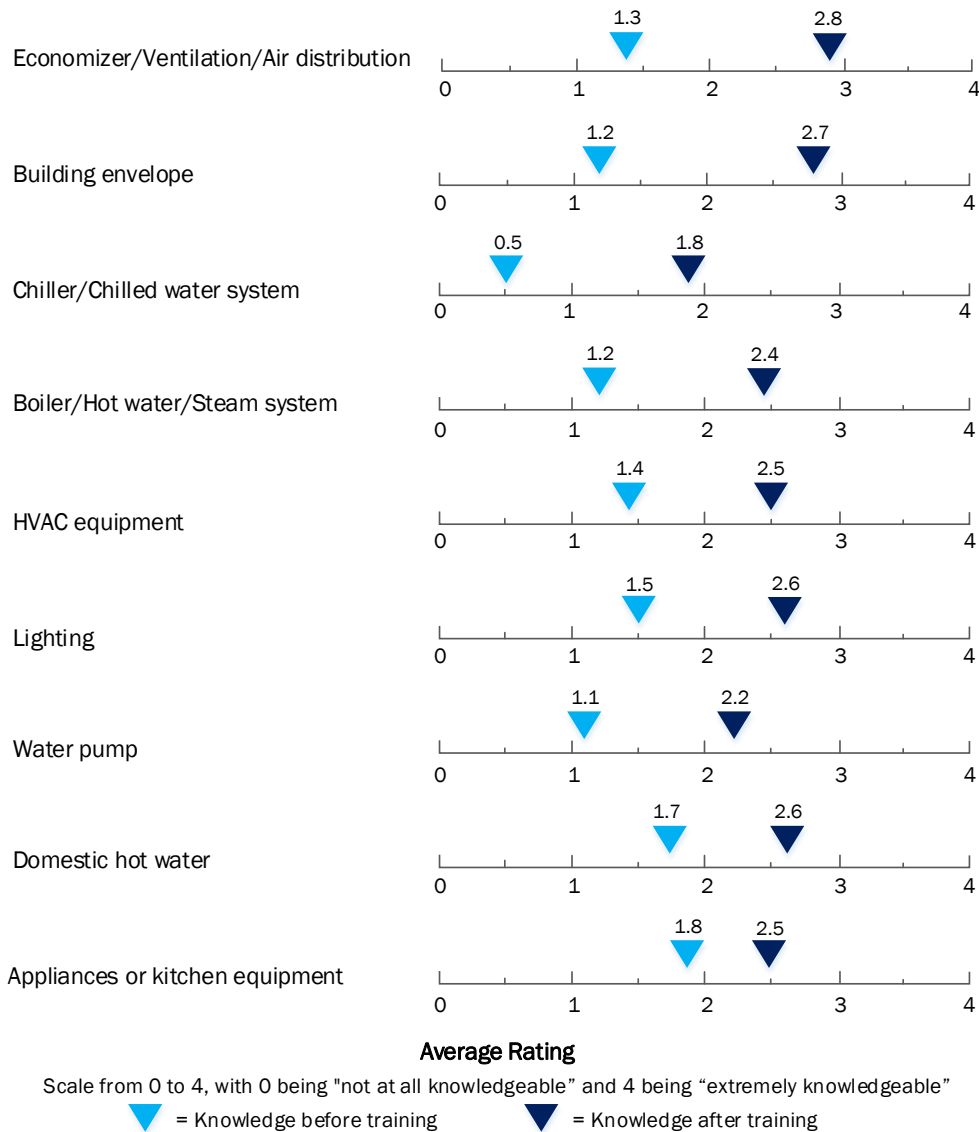 1.3 2.8
Economizer/Ventilation/Air distribution
0 1 2 3 4
1.2 2.7
Building envelope
0 1 2 3 4
0.5 1.8
Chiller/Chilled water system
0 1 2 3 4
1.2 2.4
Boiler/Hot water/Steam system
0 1 2 3 4
1.4 2.5
HVAC equipment
0 1 2 3 4
1.5 2.6
Lighting
0 1 2 3 4
1.1 2.2
Water pump
0 1 2 3 4
1.7 2.6
Domestic hot water
0 1 2 3 4
1.8 2.5
Appliances or kitchen equipment
0 1 2 3 4
Average Rating
Scale from 0 to 4, with 0 being "not at all knowledgeable” and 4 being “extremely knowledgeable”
= Knowledge before training = Knowledge after training